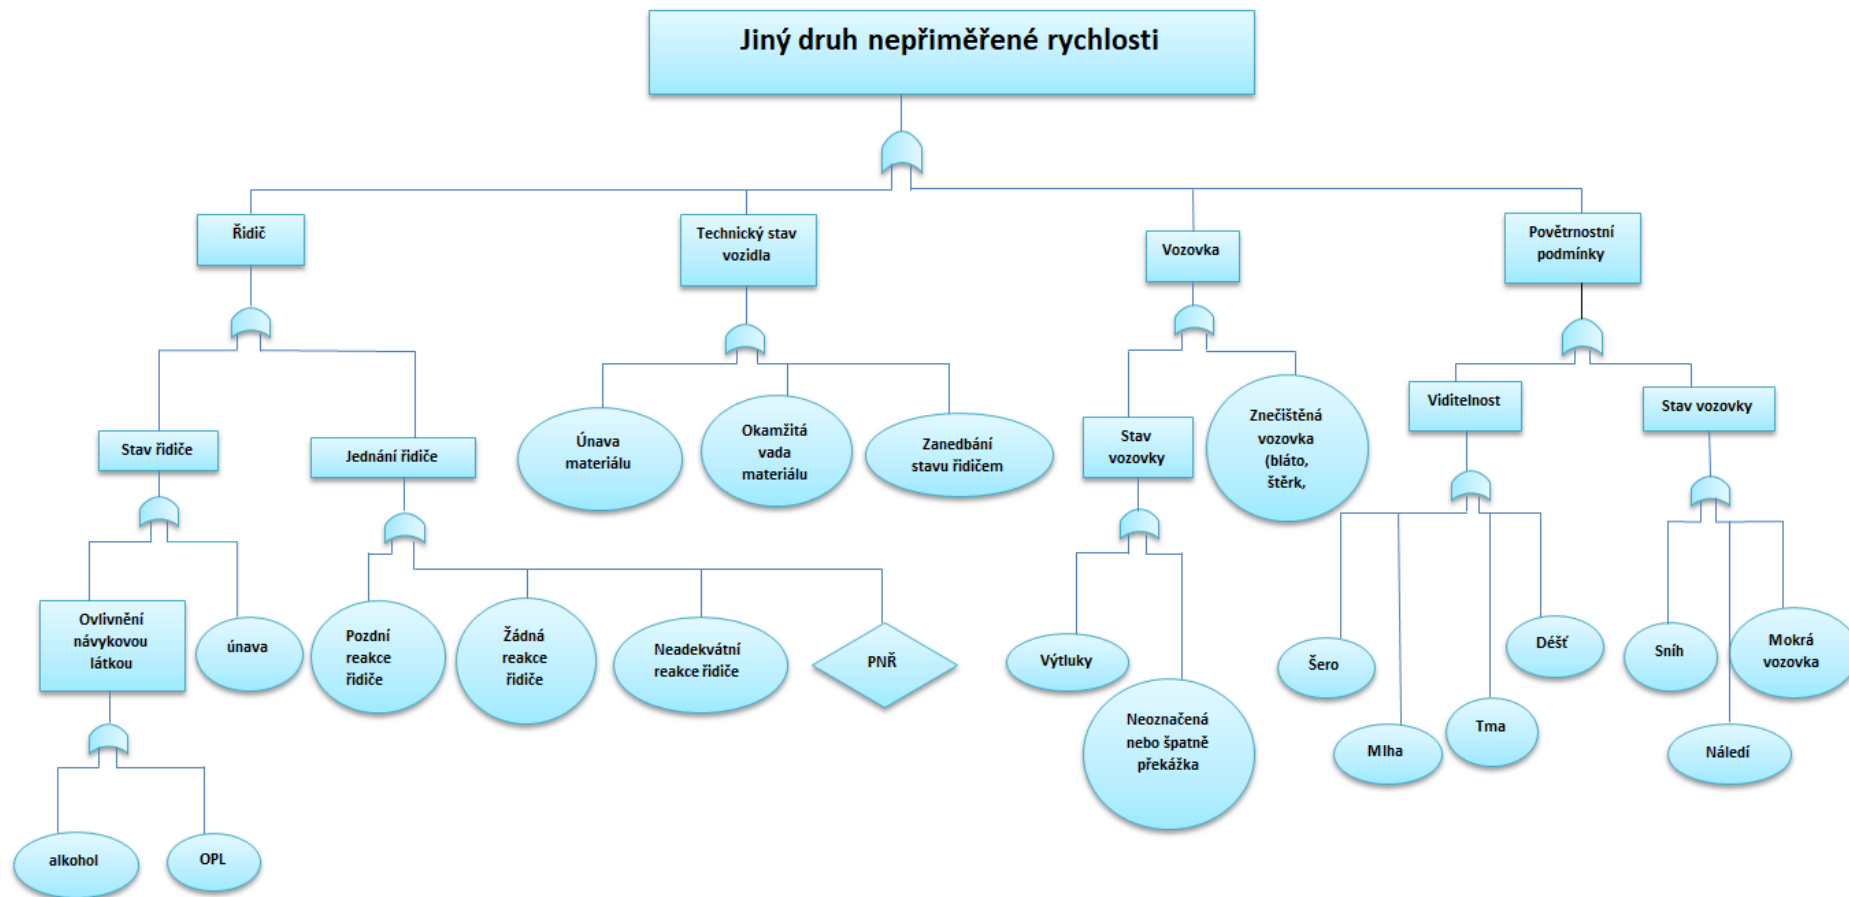 Jiný druh nepřiměřené rychlosti
Řidič
Technický stav
vozidla
Vozovka
Povětrnostní
podmínky
Stav řidiče
Jednání řidiče
Únava
materiálu
Okamžitá
vada
materiálu
Zanedbání
stavu řidičem
Stav
vozovky
Znečištěná
vozovka
(bláto,
štěrk,
Viditelnost
Stav vozovky
Ovlivnění
návykovou
látkou
únava
Pozdní
reakce
řidiče
Žádná
reakce
řidiče
Neadekvátní
reakce řidiče
PNŘ
Výtluky
Neoznačená
nebo špatně
překážka
Šero
Mlha
Tma
Déšť
Sníh
Náledí
Mokrá
vozovka
alkohol
OPL